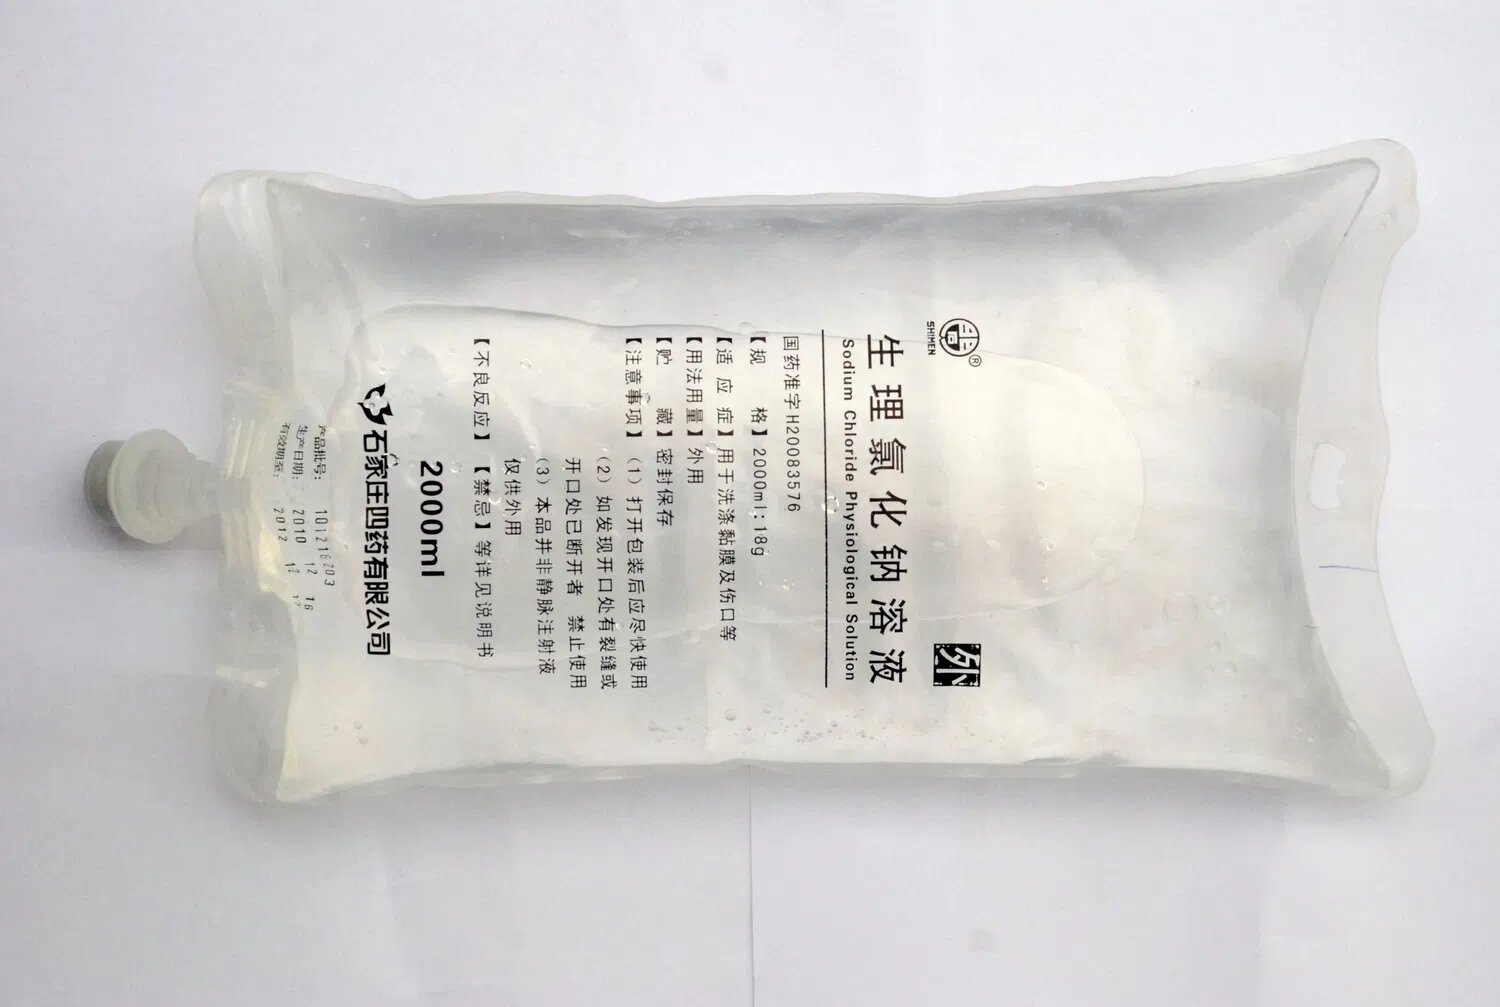 SHIMEN
®
外
生理氯化钠溶液
Sodium Chloride Physiological Solution
国药准字H20083576
【规 格】2000ml:18g
【适 应 症】用于洗涤黏膜及伤口等
【用法用量】外用
【贮 藏】密封保存
【注意事项】(1)打开包装后应尽快使用
(2)如发现开口处有裂缝或
开口处已断开者 禁止使用
(3)本品并非静脉注射液
仅供外用
【不良反应】【禁忌】等详见说明书
2000ml
石家庄四药有限公司
产品批号: 101216203
生产日期: 2010 12 16
有效期至: 2012 12